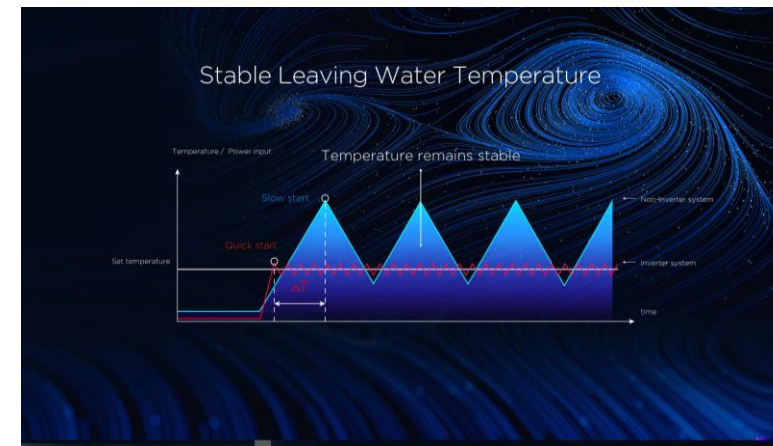 Stable Leaving Water Temperature
Temperature / Power input
Temperature remains stable
Slow start
Non-Inverter system
Quick start
Set temperature
Inverter system
ΔT
time